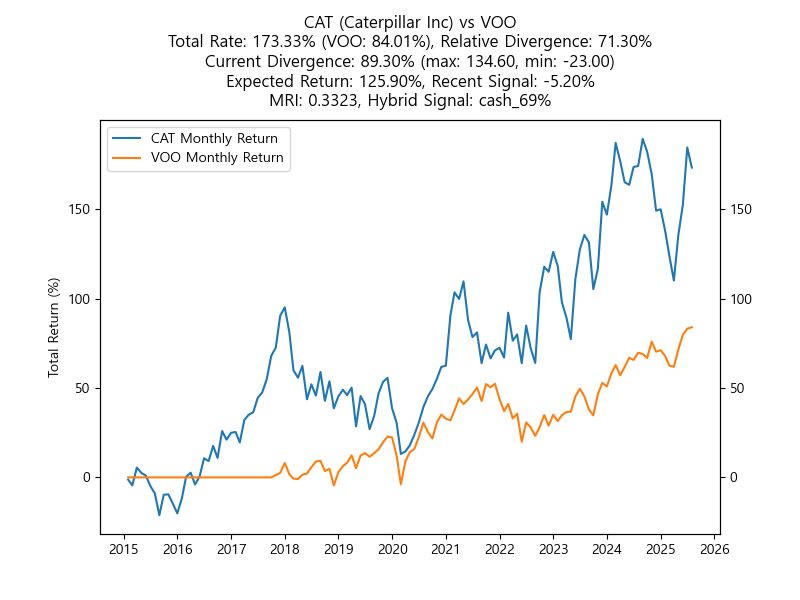 CAT (Caterpillar Inc) vs VOO
Total Rate: 173.33% (VOO: 84.01%), Relative Divergence: 71.30%
Current Divergence: 89.30% (max: 134.60, min: -23.00)
Expected Return: 125.90%, Recent Signal: -5.20%
MRI: 0.3323, Hybrid Signal: cash_69%
CAT Monthly Return
VOO Monthly Return
Total Return (%)
150
100
50
0
150
100
50
0
2015 2016 2017 2018 2019 2020 2021 2022 2023 2024 2025 2026